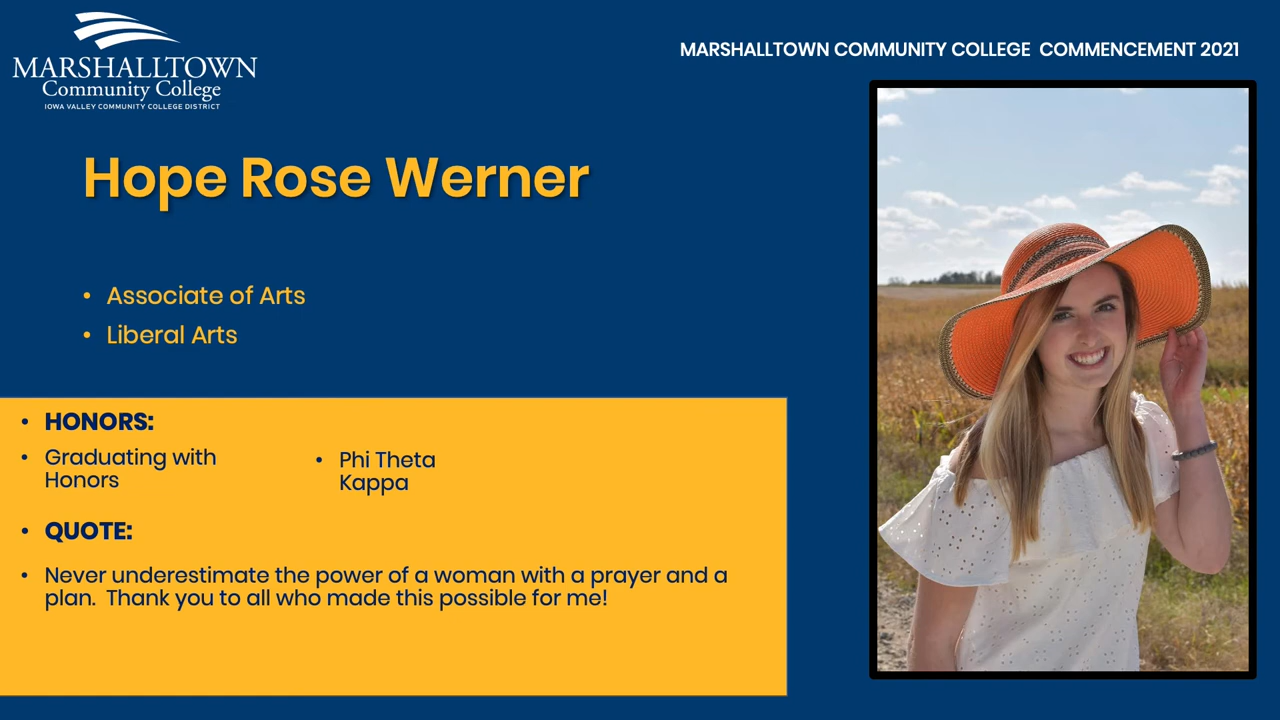 MARSHALLTOWN
Community College
IOWA VALLEY COMMUNITY COLLEGE DISTRICT
MARSHALLTOWN COMMUNITY COLLEGE  COMMENCEMENT 2021
Hope Rose Werner
• Associate of Arts
• Liberal Arts
• HONORS:
• Graduating with
Honors
• Phi Theta
Kappa
• QUOTE:
• Never underestimate the power of a woman with a prayer and a
plan.  Thank you to all who made this possible for me!